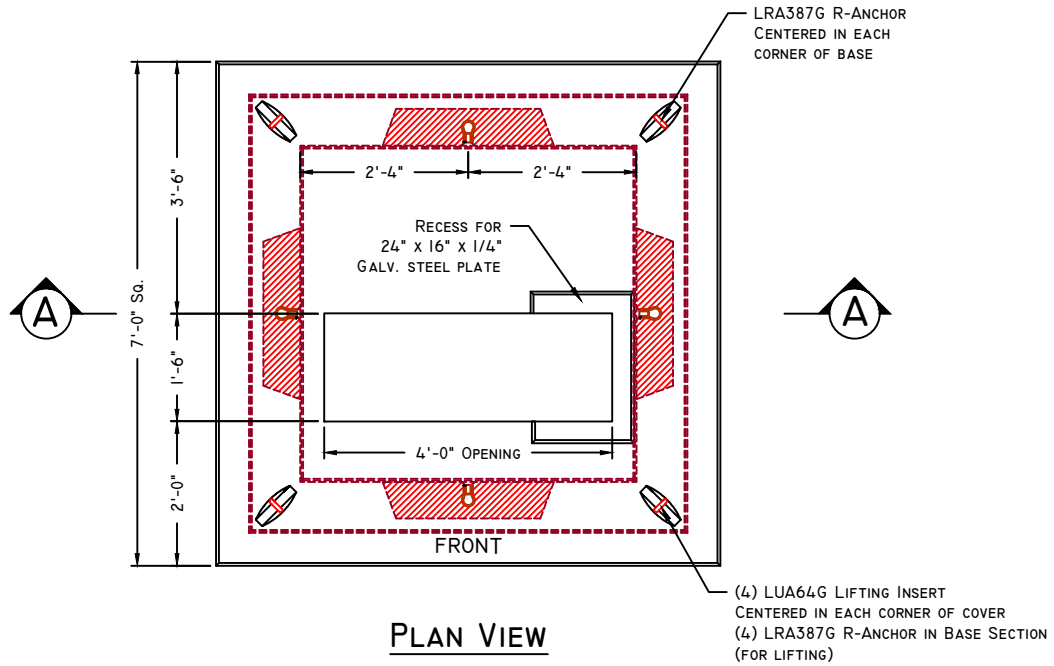 LRA387G R-Anchor
Centered in each
corner of base
2'-4"
2'-4"
3'-6"
Recess for
24" x 16" x 1/4"
Galv. steel plate
A
A
7'-0" Sq.
1'-6"
4'-0" Opening
2'-0"
FRONT
(4) LUA64G Lifting Insert
Centered in each corner of cover
(4) LRA387G R-Anchor in Base Section
(for lifting)
Plan View